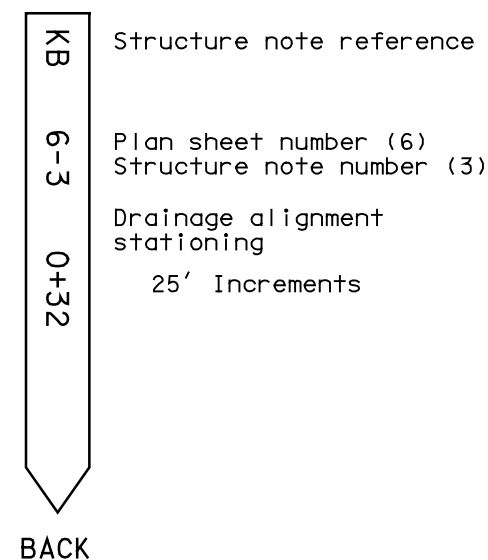 KB
Structure note reference
6-3
Plan sheet number (6)
Structure note number (3)
0+32
Drainage alignment
stationing
25' Increments
BACK